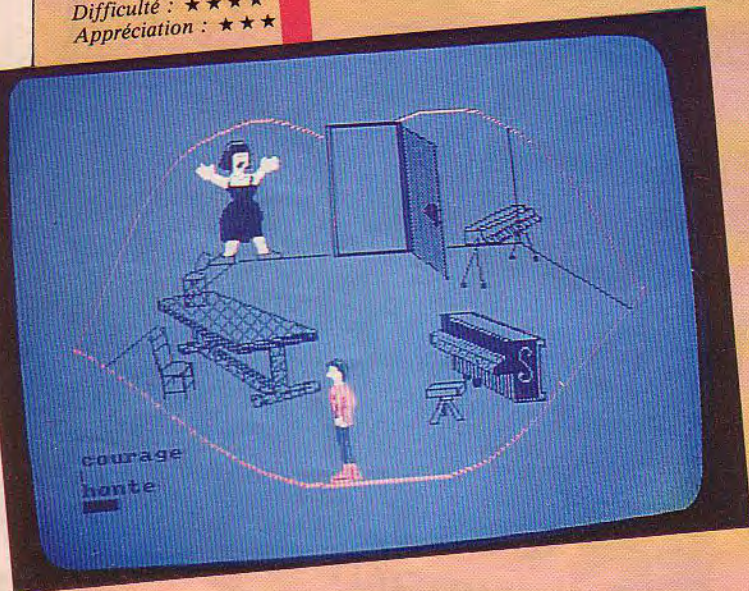 Difficulté : ★★★★
Appréciation : ★★★
courage
honte